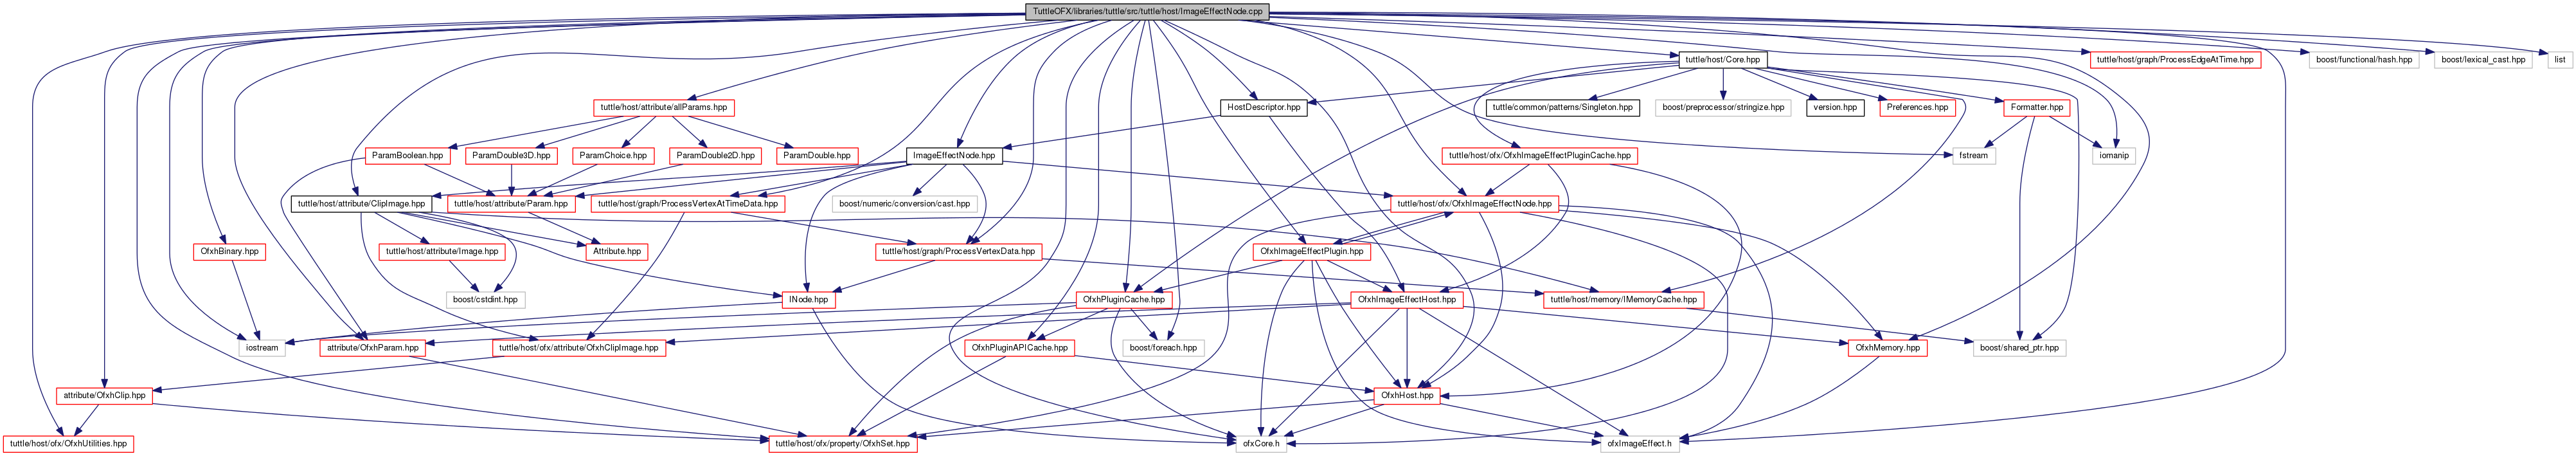 TuttleOFX/libraries/tuttle/src/tuttle/host/ImageEffectNode.cpp
tuttle/host/Core.hpp
tuttle/host/graph/ProcessEdgeAtTime.hpp
boost/functional/hash.hpp
boost/lexical_cast.hpp
list
tuttle/host/attribute/allParams.hpp
HostDescriptor.hpp
tuttle/common/patterns/Singleton.hpp
boost/preprocessor/stringize.hpp
version.hpp
Preferences.hpp
Formatter.hpp
ParamBoolean.hpp
ParamDouble3D.hpp
ParamChoice.hpp
ParamDouble2D.hpp
ParamDouble.hpp
ImageEffectNode.hpp
tuttle/host/ofx/OfxhImageEffectPluginCache.hpp
fstream
iomanip
tuttle/host/attribute/ClipImage.hpp
tuttle/host/attribute/Param.hpp
tuttle/host/graph/ProcessVertexAtTimeData.hpp
boost/numeric/conversion/cast.hpp
tuttle/host/ofx/OfxhImageEffectNode.hpp
OfxhBinary.hpp
tuttle/host/attribute/Image.hpp
Attribute.hpp
tuttle/host/graph/ProcessVertexData.hpp
OfxhImageEffectPlugin.hpp
boost/cstdint.hpp
INode.hpp
OfxhPluginCache.hpp
OfxhImageEffectHost.hpp
tuttle/host/memory/IMemoryCache.hpp
iostream
attribute/OfxhParam.hpp
tuttle/host/ofx/attribute/OfxhClipImage.hpp
OfxhPluginAPICache.hpp
boost/foreach.hpp
OfxhMemory.hpp
boost/shared_ptr.hpp
attribute/OfxhClip.hpp
OfxhHost.hpp
tuttle/host/ofx/OfxhUtilities.hpp
tuttle/host/ofx/property/OfxhSet.hpp
ofxCore.h
ofxImageEffect.h